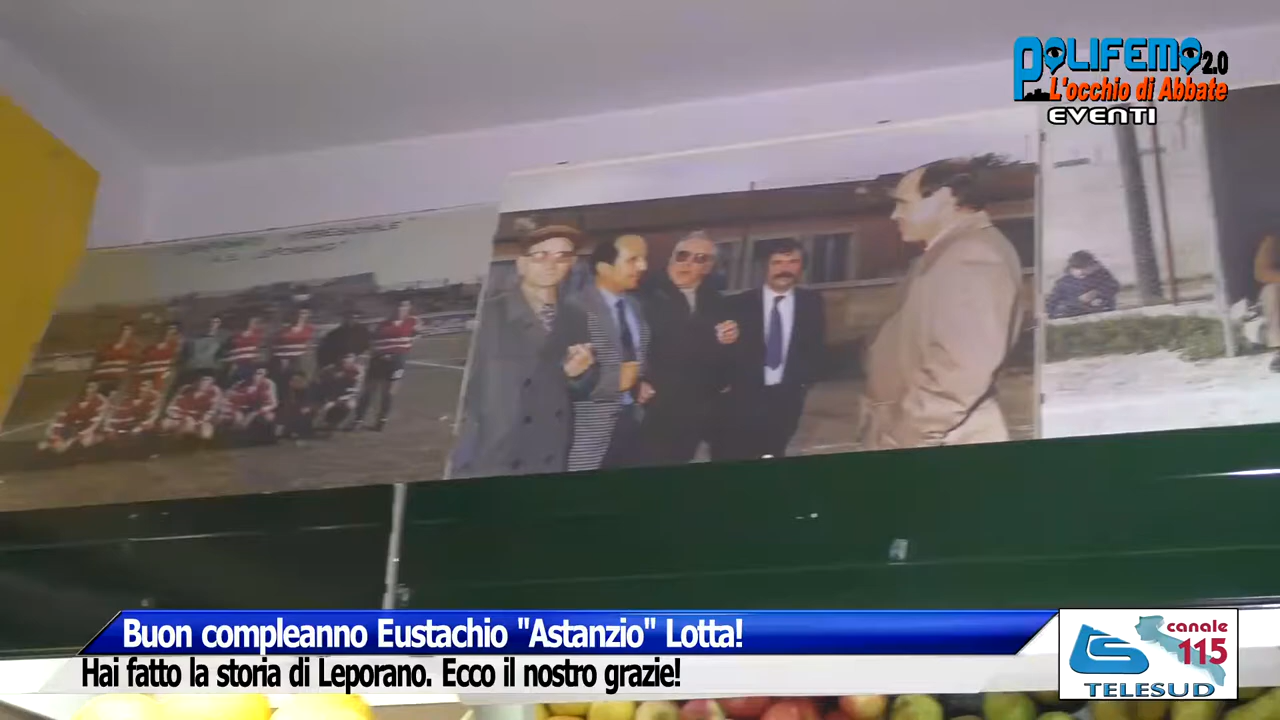 POLIFEMO 2.0
L'occhio di Abbate
EVENTI
Buon compleanno Eustachio "Astanzio" Lotta!
Hai fatto la storia di Leporano. Ecco il nostro grazie!
canale
115
TELESUD